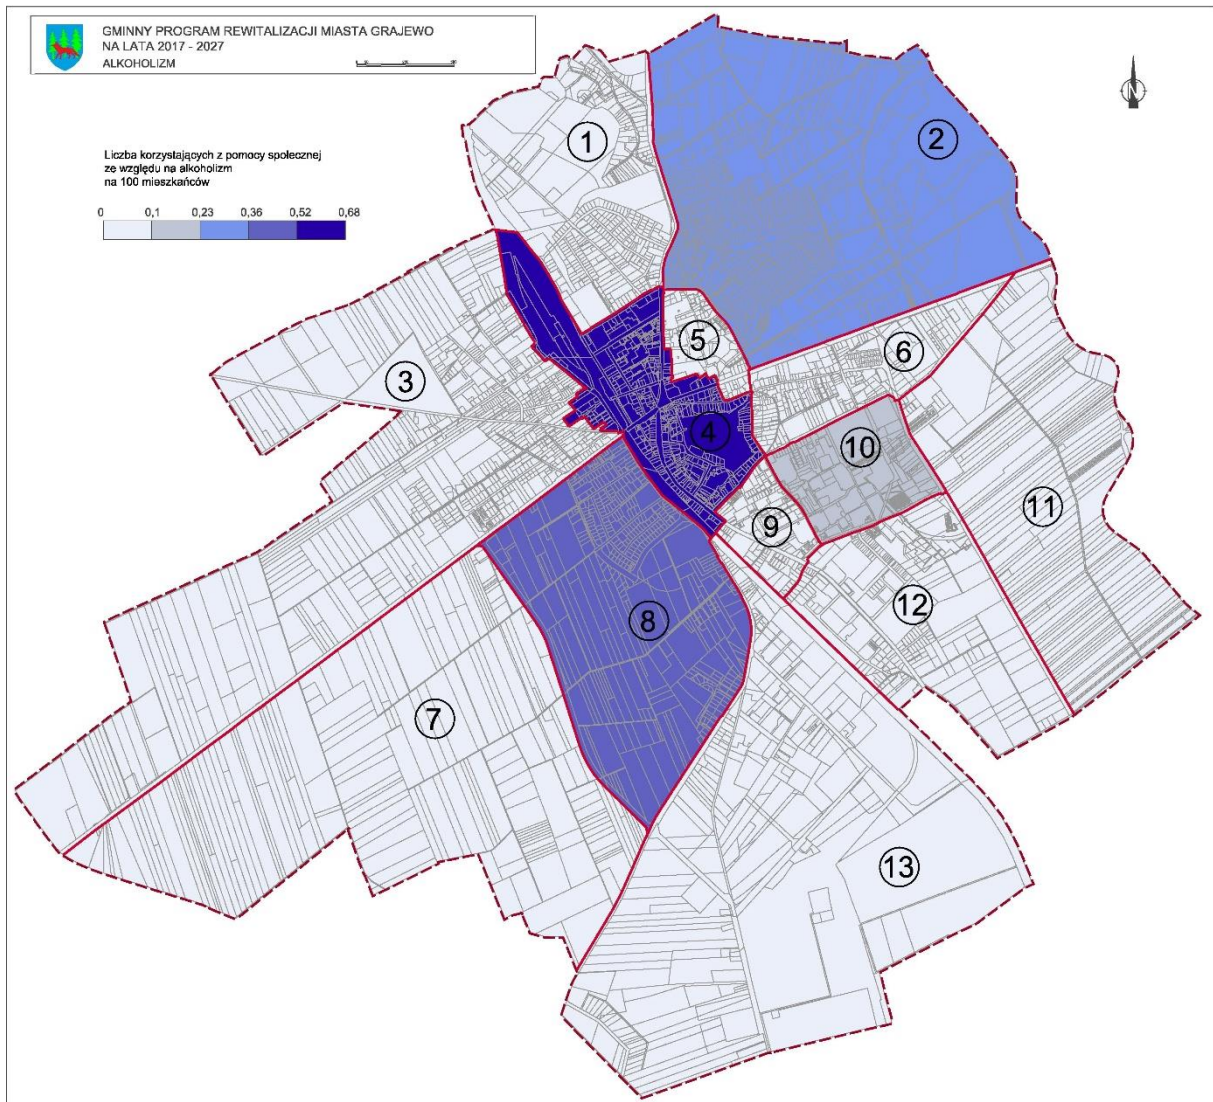 GMINNY PROGRAM REWITALIZACJI MIASTA GRAJEWO
NA LATA 2017 - 2027
ALKOHOLIZM
N
Liczba korzystających z pomocy społecznej
ze względu na alkoholizm
na 100 mieszkańców
0 0,1 0,23 0,36 0,52 0,68
1
2
3
4
5
6
7
8
9
10
11
12
13